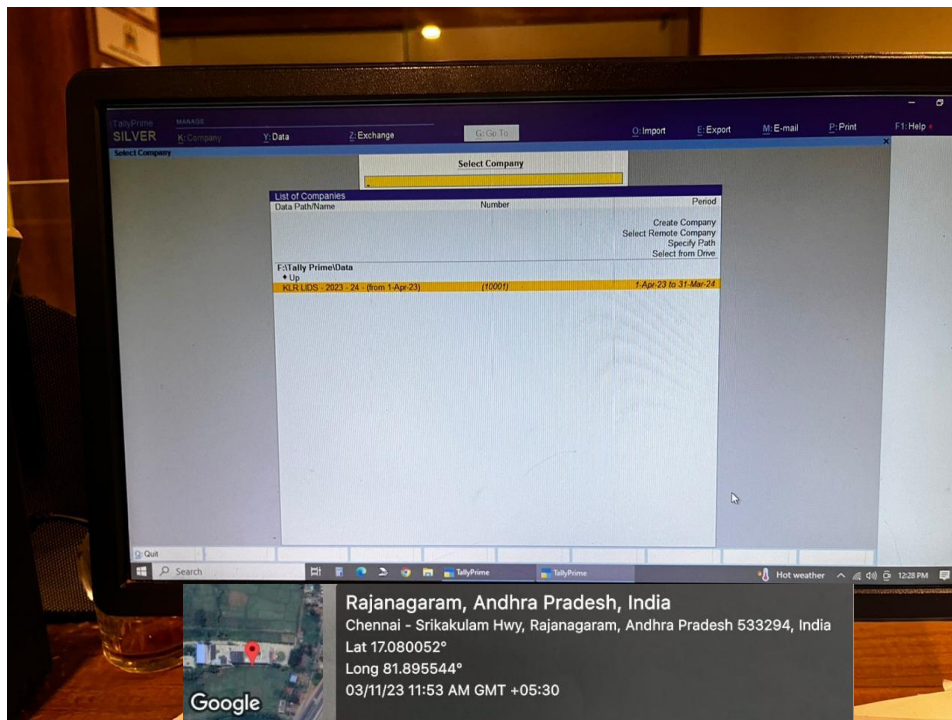 TallyPrime
SILVER
MANAGE
K: Company
Y: Data
Z: Exchange
G: Go To
O: Import
E: Export
M: E-mail
P: Print
F1: Help
Select Company
x
Select Company
List of Companies
Data Path/Name Number Period
Create Company
Select Remote Company
Specify Path
Select from Drive
F:\Tally Prime\Data
♦ Up
KLR LIDS - 2023 - 24 - (from 1-Apr-23) (10001) 1-Apr-23 to 31-Mar-24
Q: Quit
Search
TallyPrime
TallyPrime
Hot weather
12:28 PM
Rajanagaram, Andhra Pradesh, India
Chennai - Srikakulam Hwy, Rajanagaram, Andhra Pradesh 533294, India
Lat 17.080052°
Long 81.895544°
03/11/23 11:53 AM GMT +05:30
Google